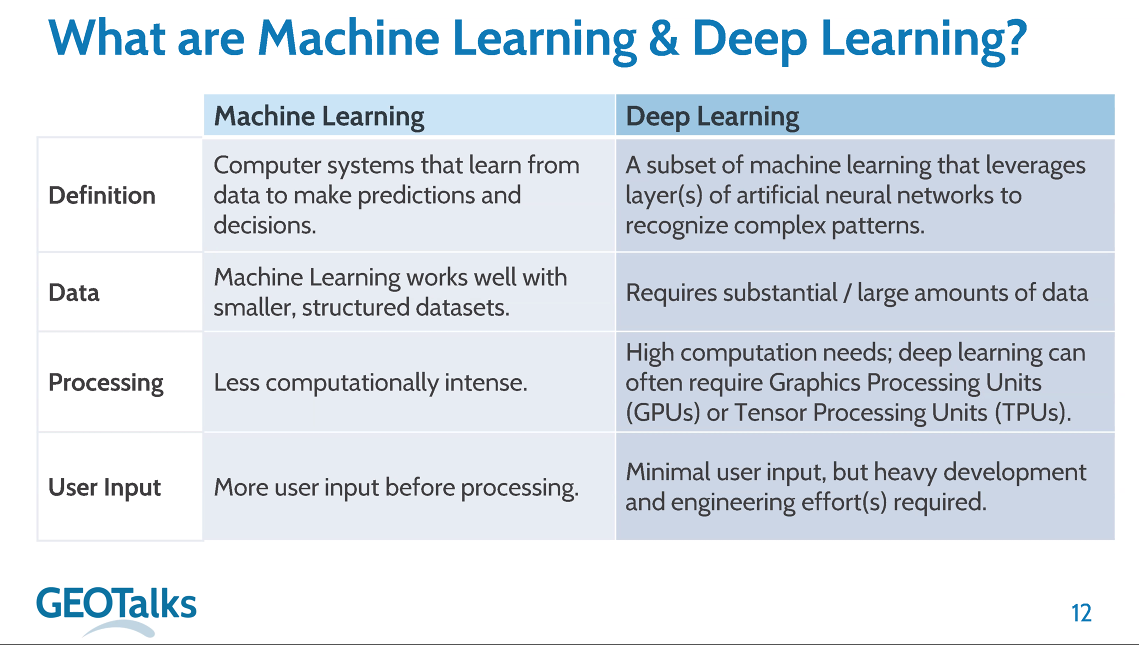 What are Machine Learning & Deep Learning?
Machine Learning
Deep Learning
Definition
Computer systems that learn from
data to make predictions and
decisions.
A subset of machine learning that leverages
layer(s) of artificial neural networks to
recognize complex patterns.
Data
Machine Learning works well with
smaller, structured datasets.
Requires substantial / large amounts of data
Processing
Less computationally intense.
High computation needs; deep learning can
often require Graphics Processing Units
(GPUs) or Tensor Processing Units (TPUs).
User Input
More user input before processing.
Minimal user input, but heavy development
and engineering effort(s) required.
GEOTalks
12